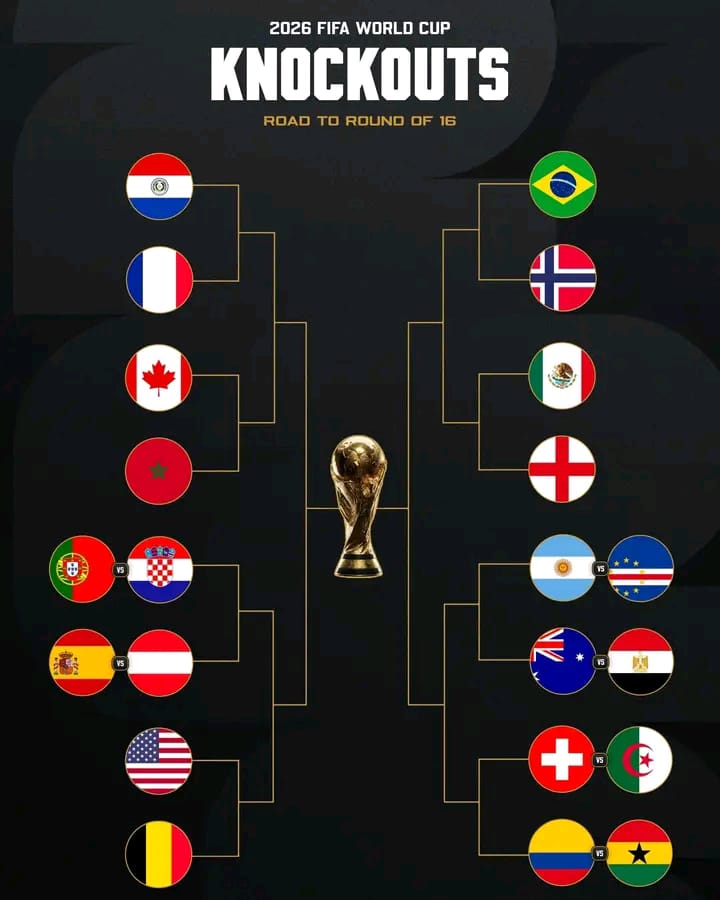 2026 FIFA WORLD CUP
KNOCKOUTS
ROAD TO ROUND OF 16
VS
VS
VS
VS
VS
VS